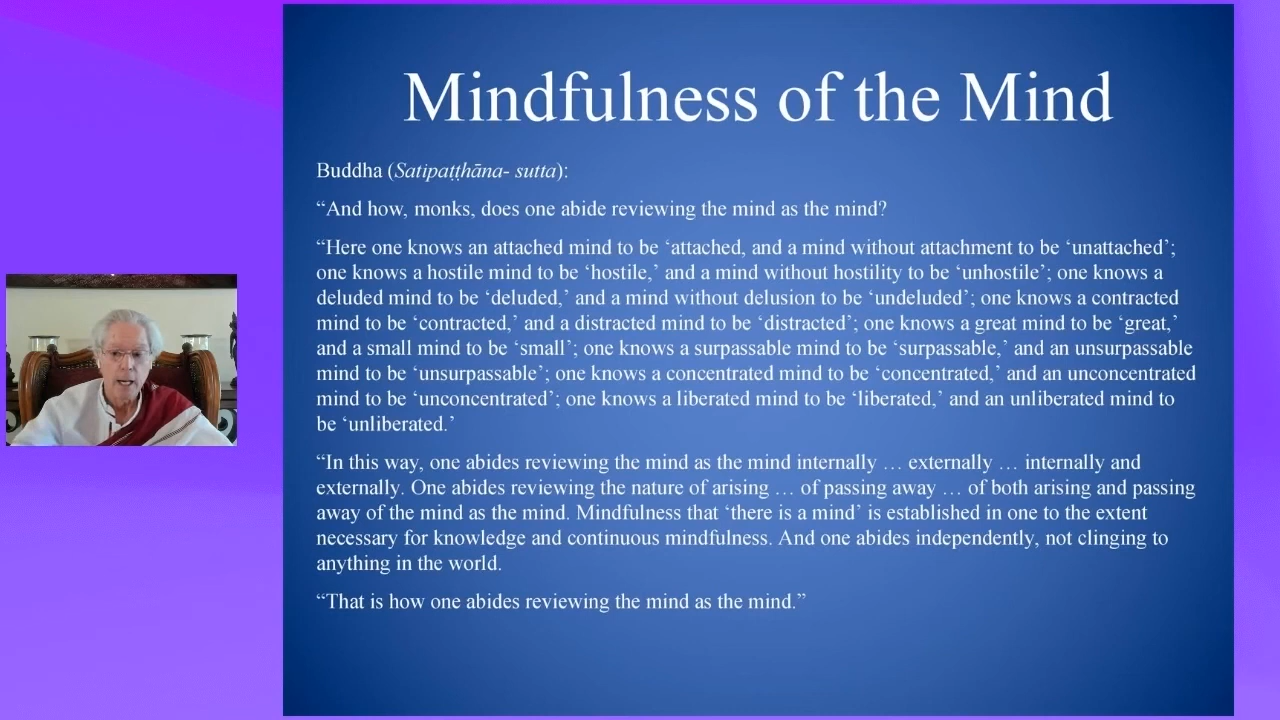 Mindfulness of the Mind
Buddha (Satipaṭṭhāna- sutta):
“And how, monks, does one abide reviewing the mind as the mind?
“Here one knows an attached mind to be ‘attached, and a mind without attachment to be ‘unattached’;
one knows a hostile mind to be ‘hostile,’ and a mind without hostility to be ‘unhostile’; one knows a
deluded mind to be ‘deluded,’ and a mind without delusion to be ‘undeluded’; one knows a contracted
mind to be ‘contracted,’ and a distracted mind to be ‘distracted’; one knows a great mind to be ‘great,’
and a small mind to be ‘small’; one knows a surpassable mind to be ‘surpassable,’ and an unsurpassable
mind to be ‘unsurpassable’; one knows a concentrated mind to be ‘concentrated,’ and an unconcentrated
mind to be ‘unconcentrated’; one knows a liberated mind to be ‘liberated,’ and an unliberated mind to
be ‘unliberated.’
“In this way, one abides reviewing the mind as the mind internally … externally … internally and
externally. One abides reviewing the nature of arising … of passing away … of both arising and passing
away of the mind as the mind. Mindfulness that ‘there is a mind’ is established in one to the extent
necessary for knowledge and continuous mindfulness. And one abides independently, not clinging to
anything in the world.
“That is how one abides reviewing the mind as the mind.”